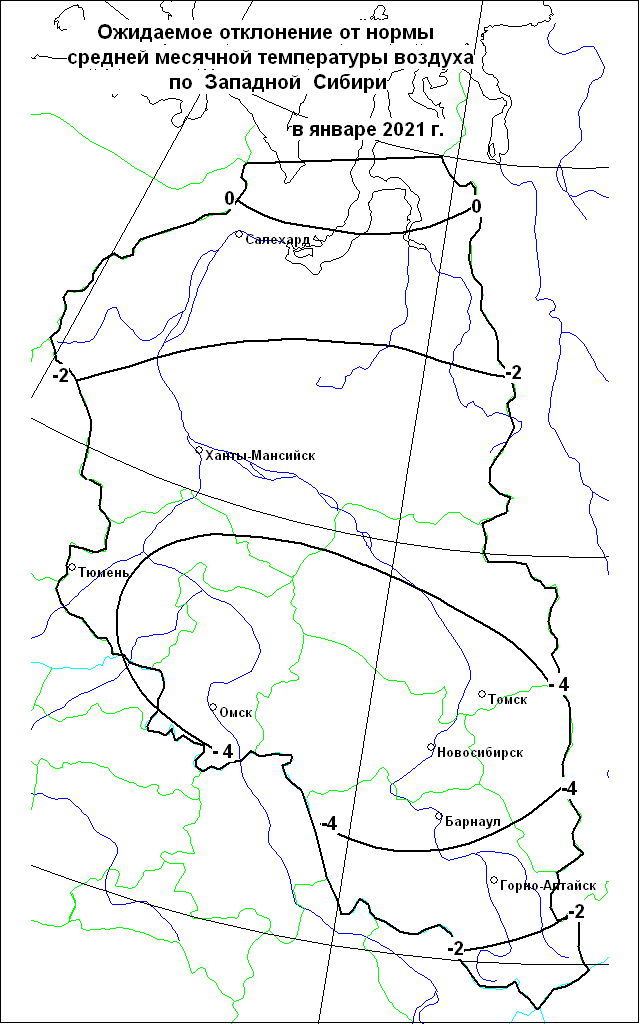 Ожидаемое отклонение от нормы
средней месячной температуры воздуха
по Западной Сибири
в январе 2021 г.
0
0
Салехард
-2
-2
Ханты-Мансийск
Тюмень
- 4
Томск
Омск
- 4
Новосибирск
-4
-4
Барнаул
Горно-Алтайск
-2
-2